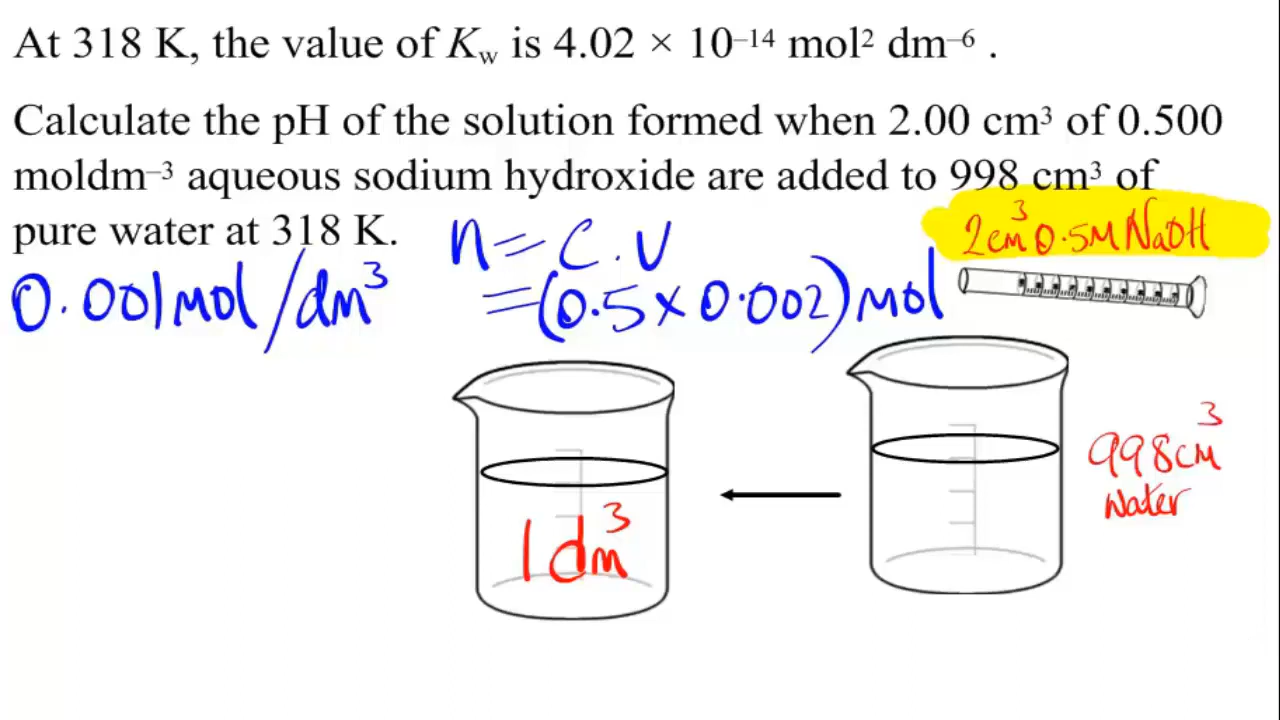 At 318 K, the value of Kw is 4.02 × 10⁻¹⁴ mol² dm⁻⁶ .
Calculate the pH of the solution formed when 2.00 cm³ of 0.500
moldm⁻³ aqueous sodium hydroxide are added to 998 cm³ of
pure water at 318 K.
n = C.V
2cm³ 0.5M NaOH
0.001mol/dm³
=(0.5×0.002)mol
998cm³
water
1dm³